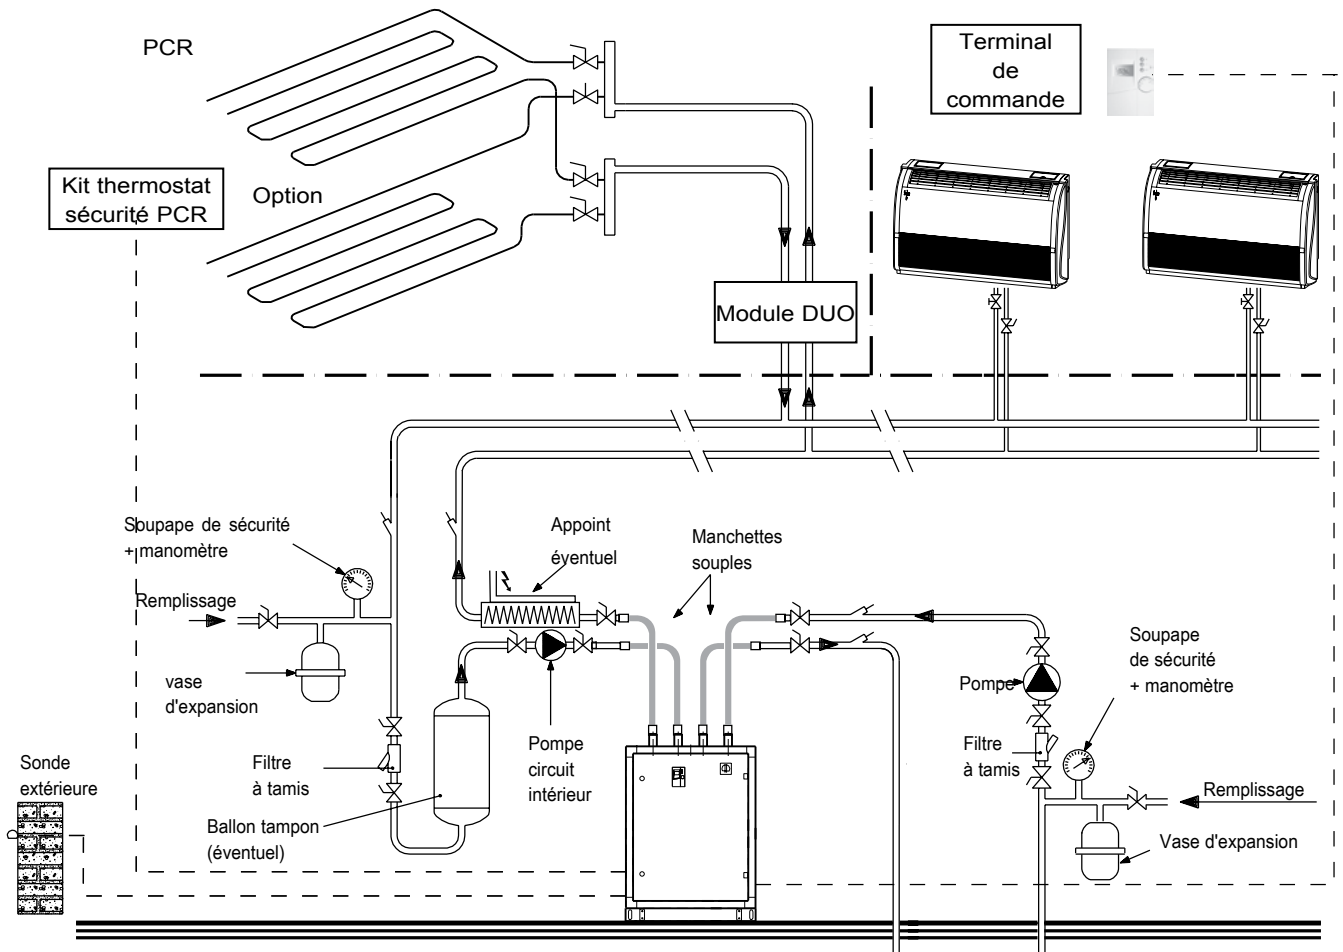 PCR
Terminal
de
commande
Kit thermostat
sécurité PCR
Option
Module DUO
Soupape de sécurité
+ manomètre
Appoint
éventuel
Manchettes
souples
Remplissage
vase
d'expansion
Soupape
de sécurité
+ manomètre
Pompe
Pompe
circuit
intérieur
Filtre
à tamis
Filtre
à tamis
Sonde
extérieure
Remplissage
Ballon tampon
(éventuel)
Vase d'expansion